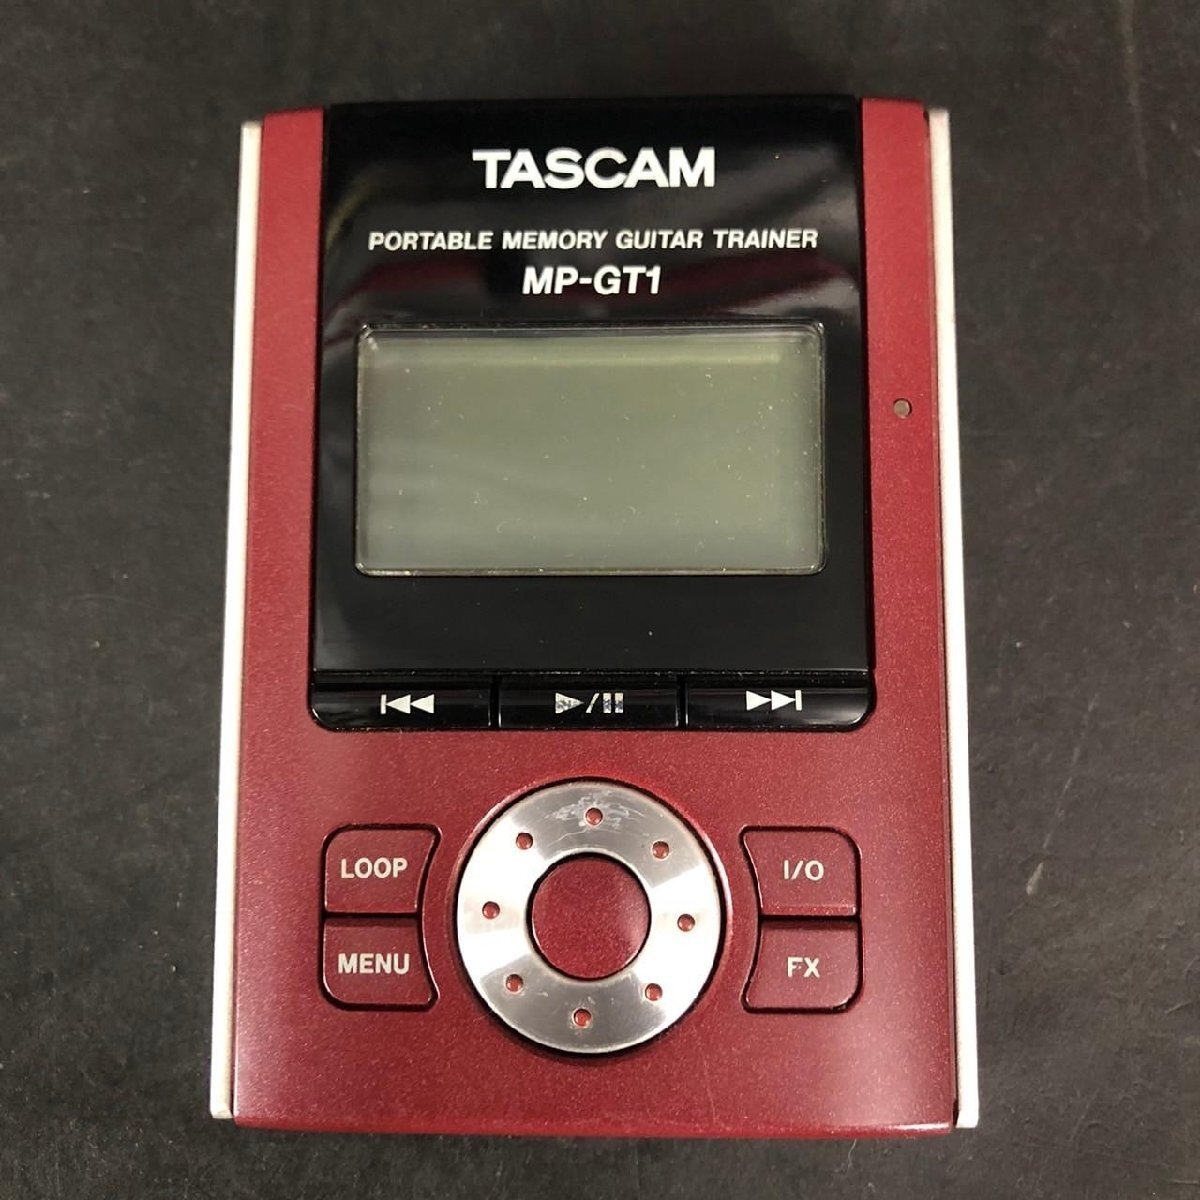 TASCAM
PORTABLE MEMORY GUITAR TRAINER
MP-GT1
LOOP
I/O
MENU
FX